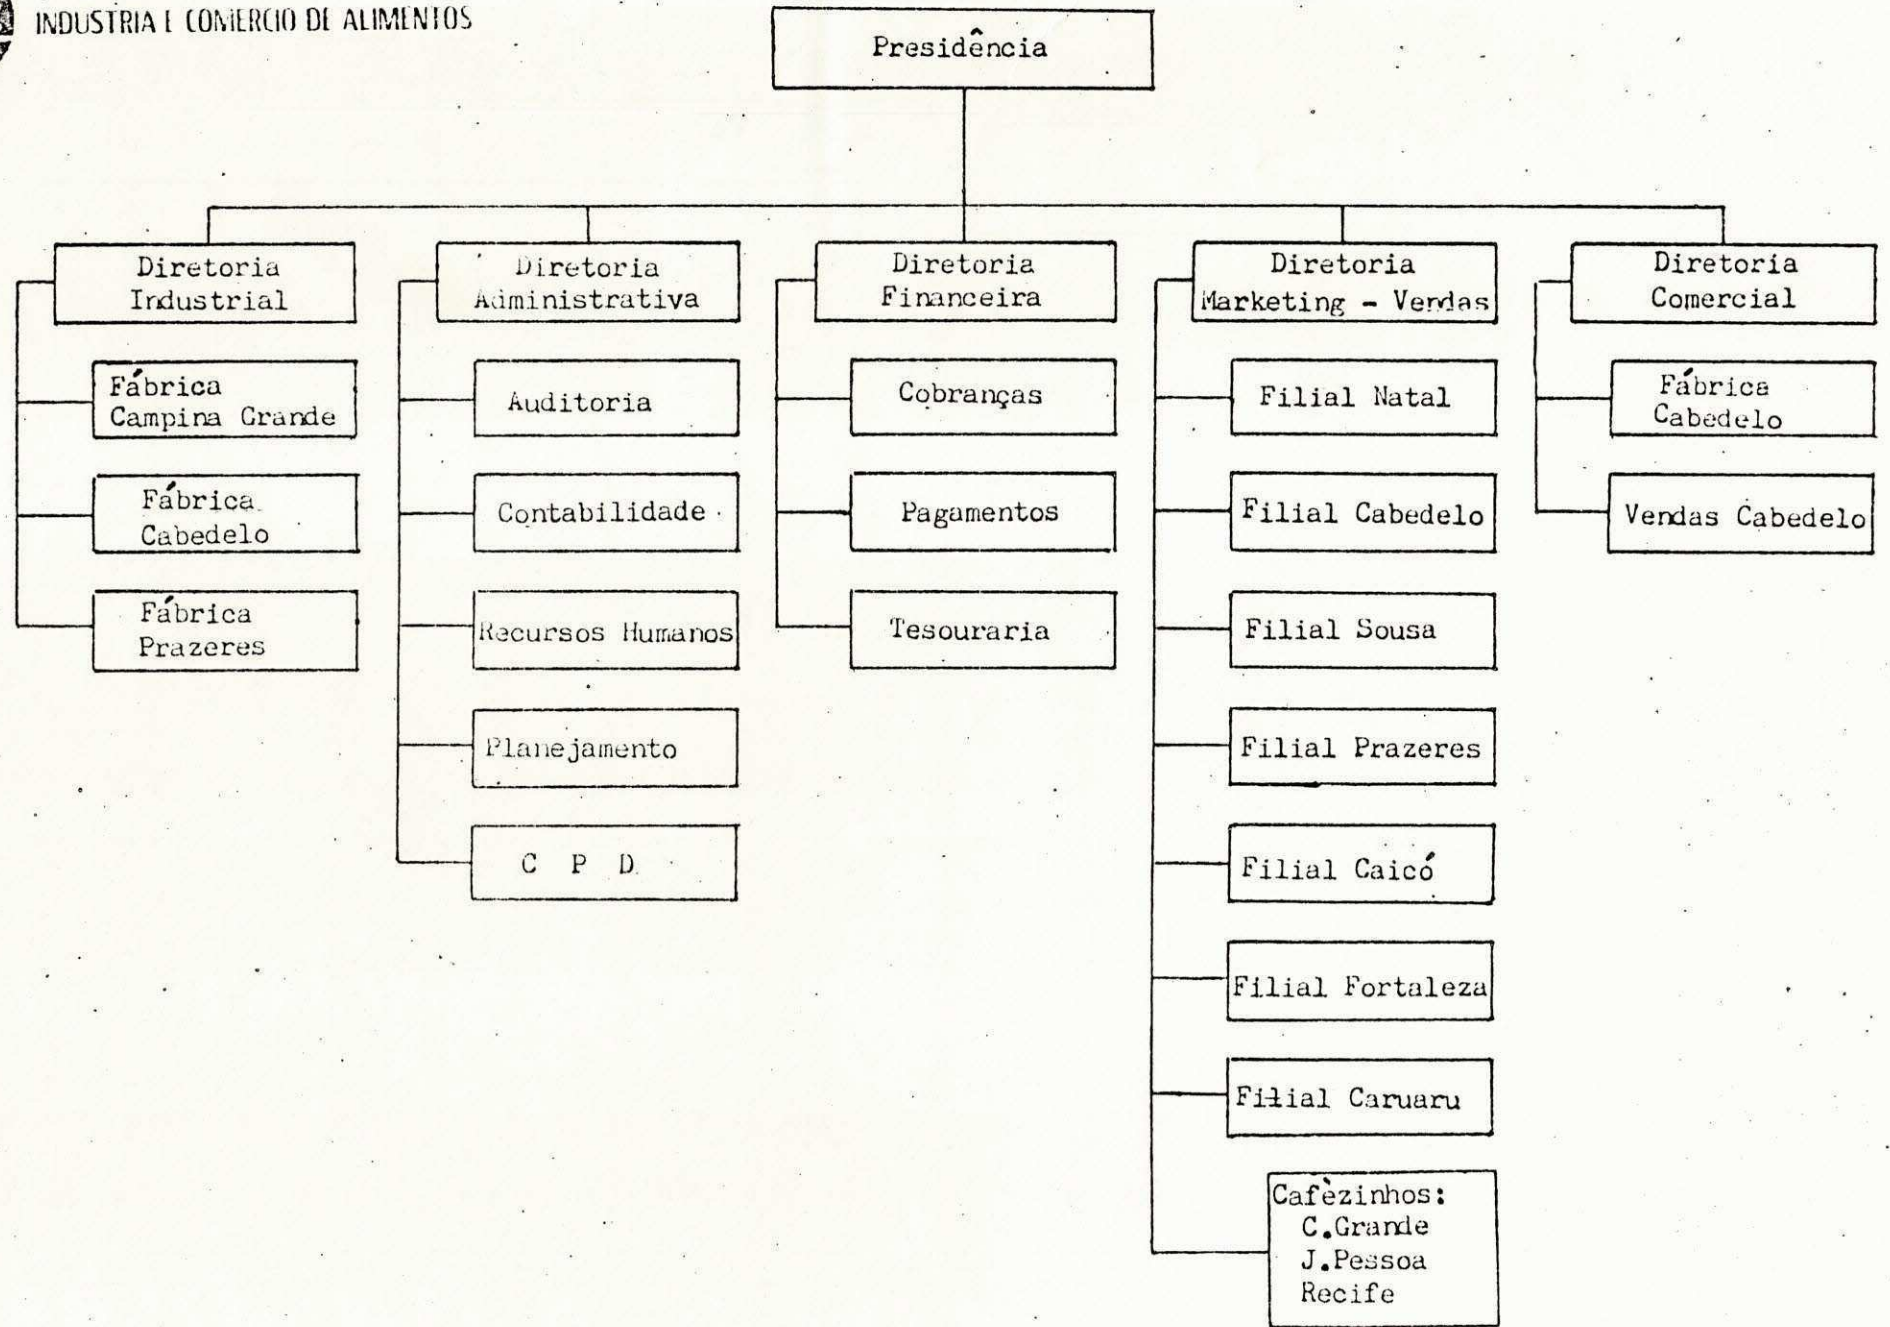 INDUSTRIA E COMERCIO DE ALIMENTOS
Presidência
Diretoria
Industrial
Fábrica
Campina Grande
Fábrica
Cabedelo
Fábrica
Prazeres
Diretoria
Administrativa
Auditoria
Contabilidade
Recursos Humanos
Planejamento
C P D
Diretoria
Financeira
Cobranças
Pagamentos
Tesouraria
Diretoria
Marketing - Vendas
Filial Natal
Filial Cabedelo
Filial Sousa
Filial Prazeres
Filial Caicó
Filial Fortaleza
Filial Caruaru
Cafèzinhos:
C.Grande
J.Pessoa
Recife
Diretoria
Comercial
Fábrica
Cabedelo
Vendas Cabedelo